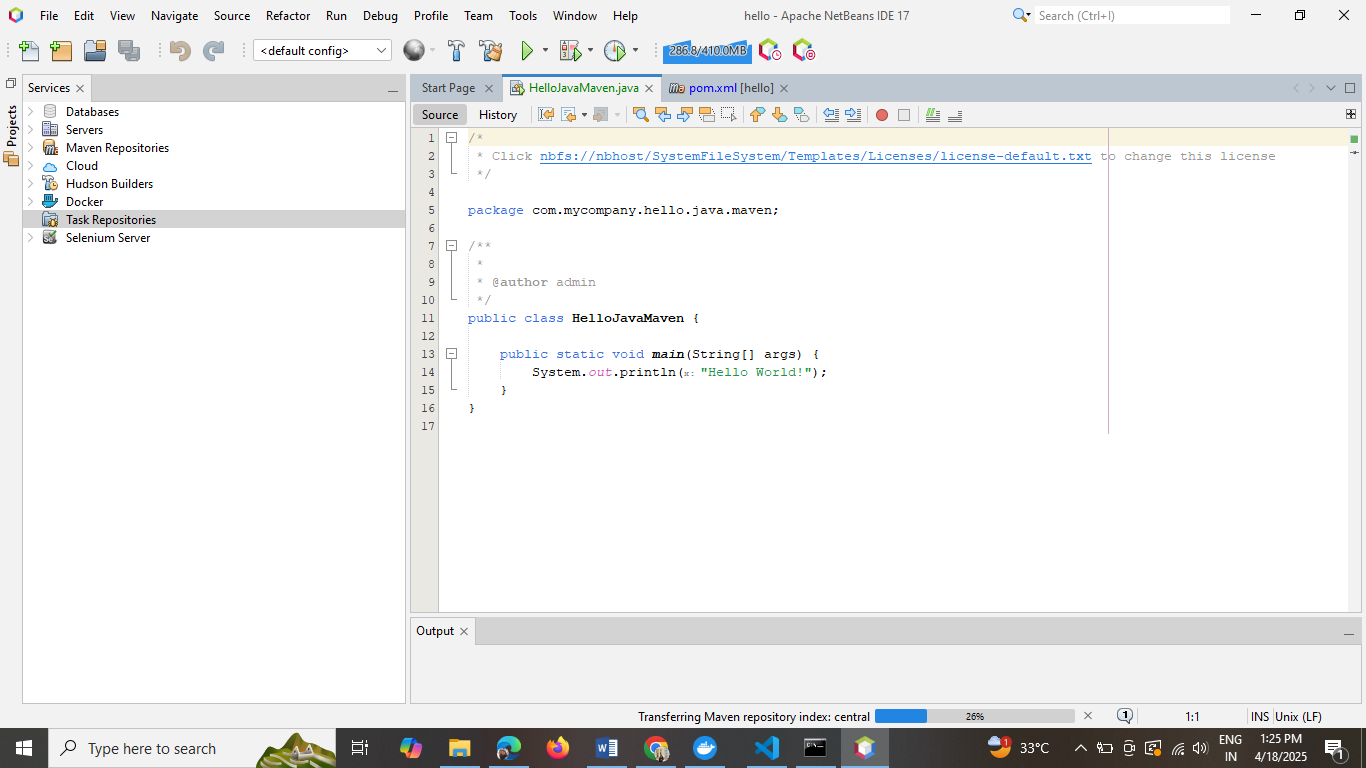 File Edit View Navigate Source Refactor Run Debug Profile Team Tools Window Help
hello - Apache NetBeans IDE 17
Search (Ctrl+I)
<default config>
286.8/410.0MB
Projects
Services
Databases
Servers
Maven Repositories
Cloud
Hudson Builders
Docker
Task Repositories
Selenium Server
Start Page HelloJavaMaven.java pom.xml [hello]
Source History
1 /*
2 * Click nbfs://nbhost/SystemFileSystem/Templates/Licenses/license-default.txt to change this license
3 */
4
5 package com.mycompany.hello.java.maven;
6
7 /**
8 *
9 * @author admin
10 */
11 public class HelloJavaMaven {
12
13 public static void main(String[] args) {
14 System.out.println(x: "Hello World!");
15 }
16 }
17
Output
Transferring Maven repository index: central 26% 1 1:1 INS Unix (LF)
Type here to search
33°C
ENG
IN
1:25 PM
4/18/2025
1